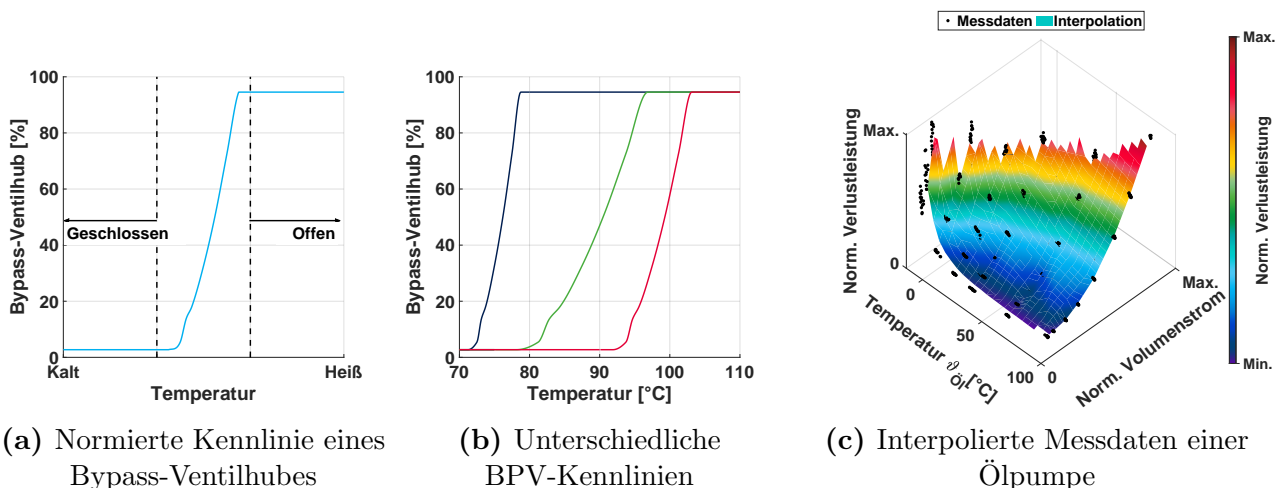 Bypass-Ventilhub [%]
100
80
60
40
20
0
Geschlossen
Offen
Kalt
Heiß
Temperatur
(a) Normierte Kennlinie eines
Bypass-Ventilhubes
Bypass-Ventilhub [%]
100
80
60
40
20
0
70
80
90
100
110
Temperatur [°C]
(b) Unterschiedliche
BPV-Kennlinien
Messdaten
Interpolation
Norm. Verlustleistung
Max.
0
0
50
100
Temperatur ϑÖl[°C]
0
Max.
Norm. Volumenstrom
Max.
Min.
Norm. Verlustleistung
(c) Interpolierte Messdaten einer
Ölpumpe